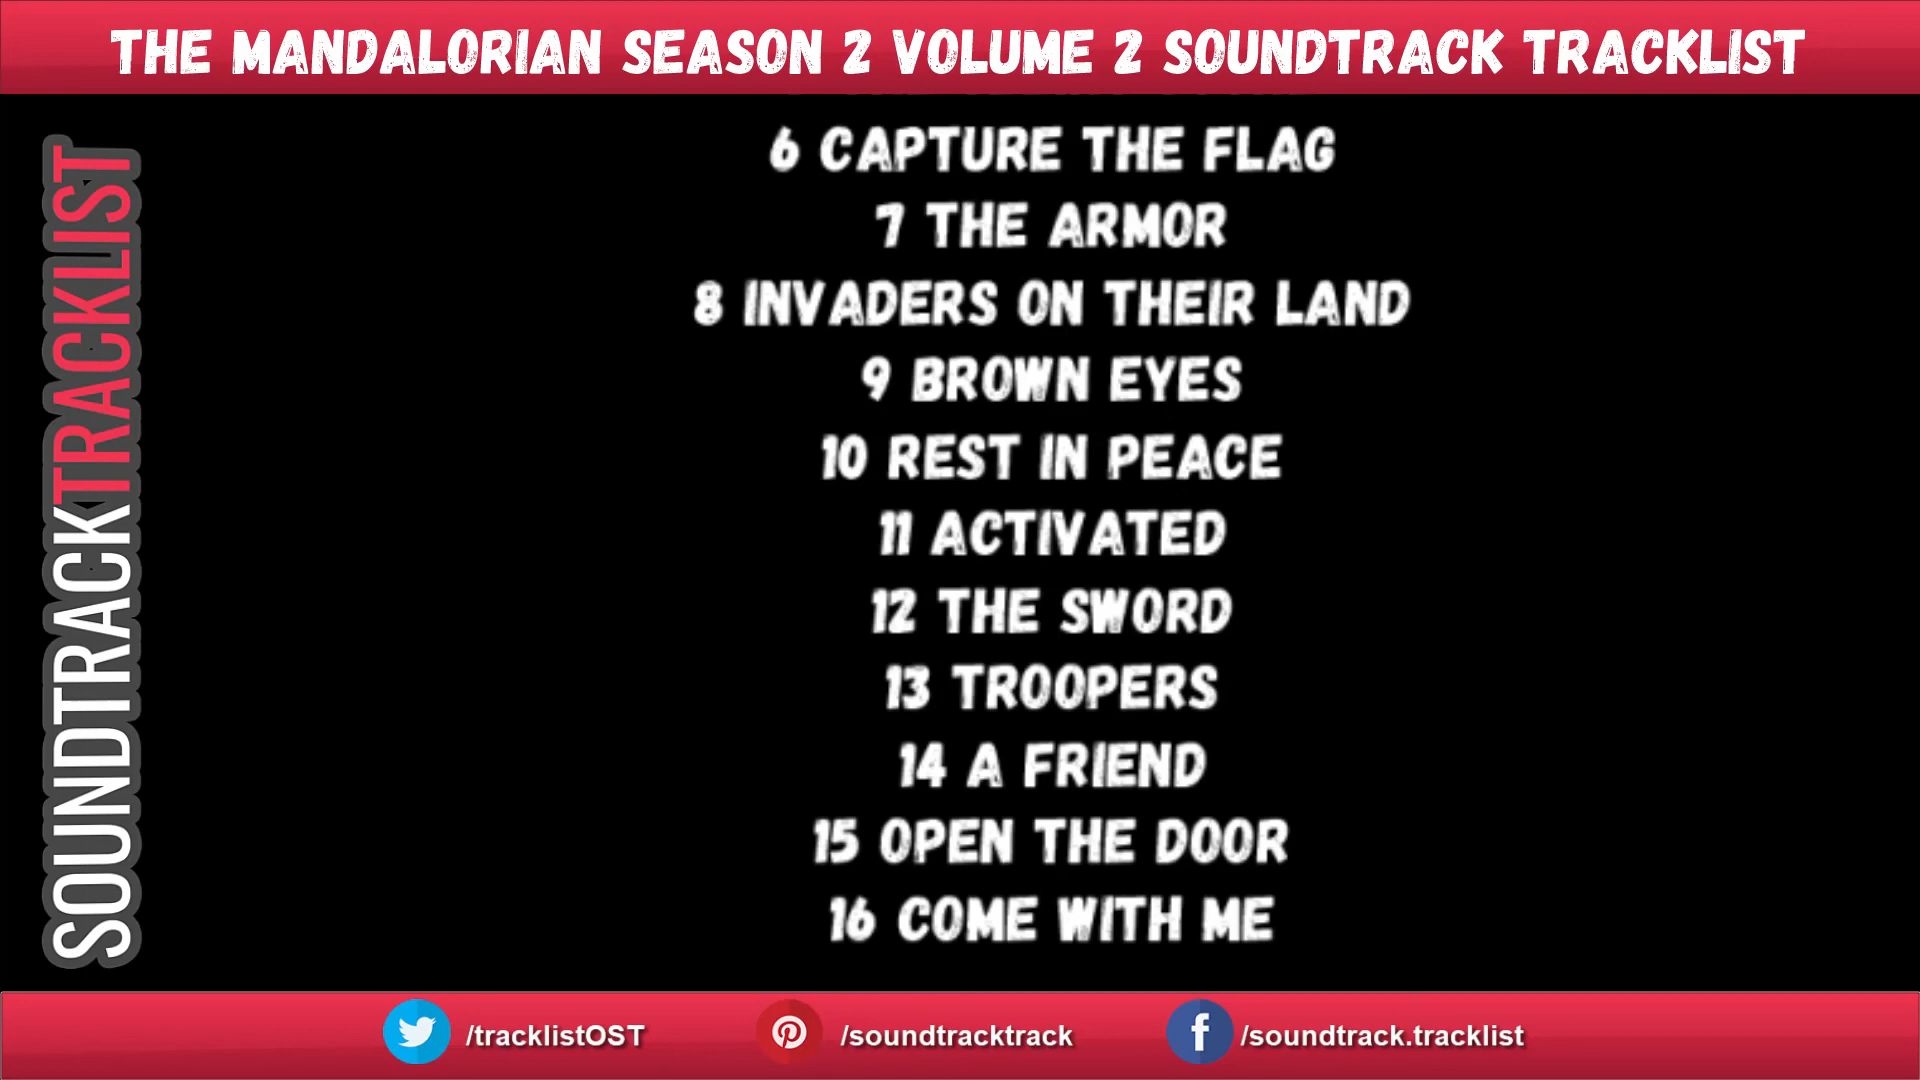 THE MANDALORIAN SEASON 2 VOLUME 2 SOUNDTRACK TRACKLIST
SOUNDTRACKTRACKLIST
6 CAPTURE THE FLAG
7 THE ARMOR
8 INVADERS ON THEIR LAND
9 BROWN EYES
10 REST IN PEACE
11 ACTIVATED
12 THE SWORD
13 TROOPERS
14 A FRIEND
15 OPEN THE DOOR
16 COME WITH ME
/tracklistOST /soundtracktrack /soundtrack.tracklist